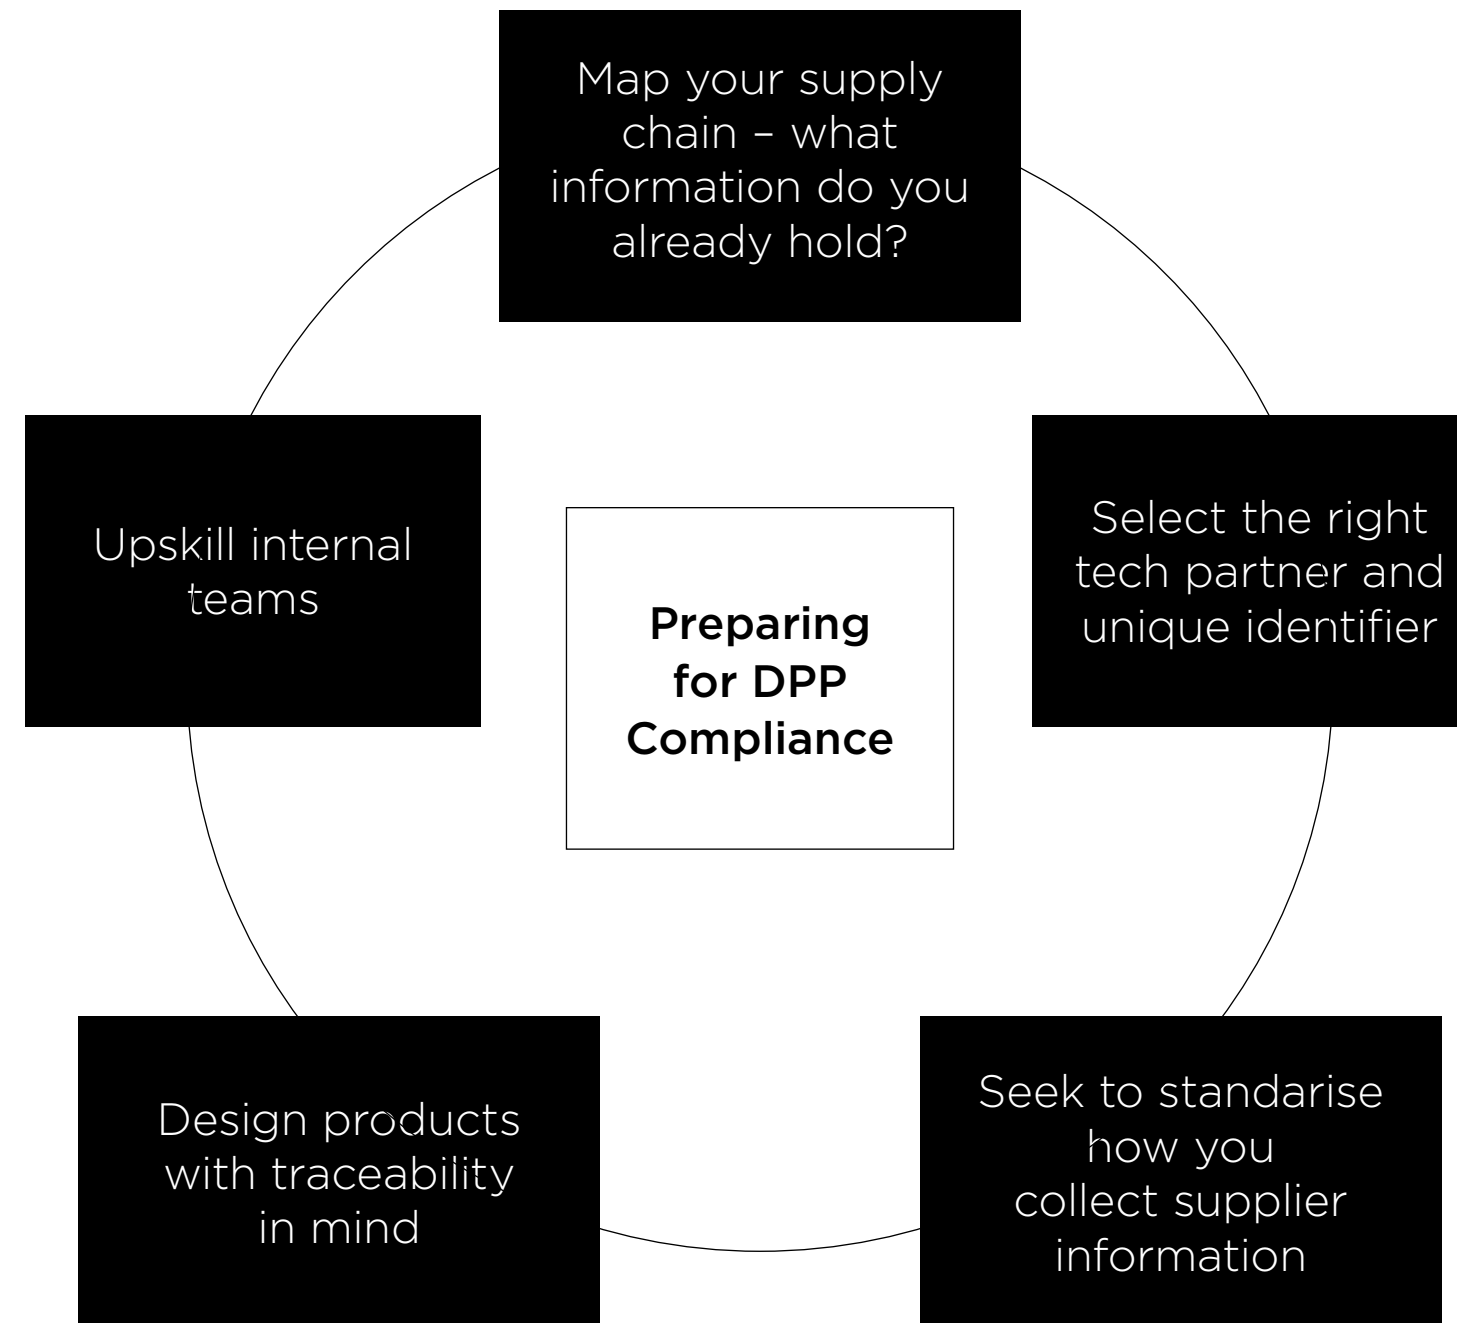 Map your supply
chain – what
information do you
already hold?
Select the right
tech partner and
unique identifier
Seek to standarise
how you
collect supplier
information
Design products
with traceability
in mind
Upskill internal
teams
Preparing
for DPP
Compliance